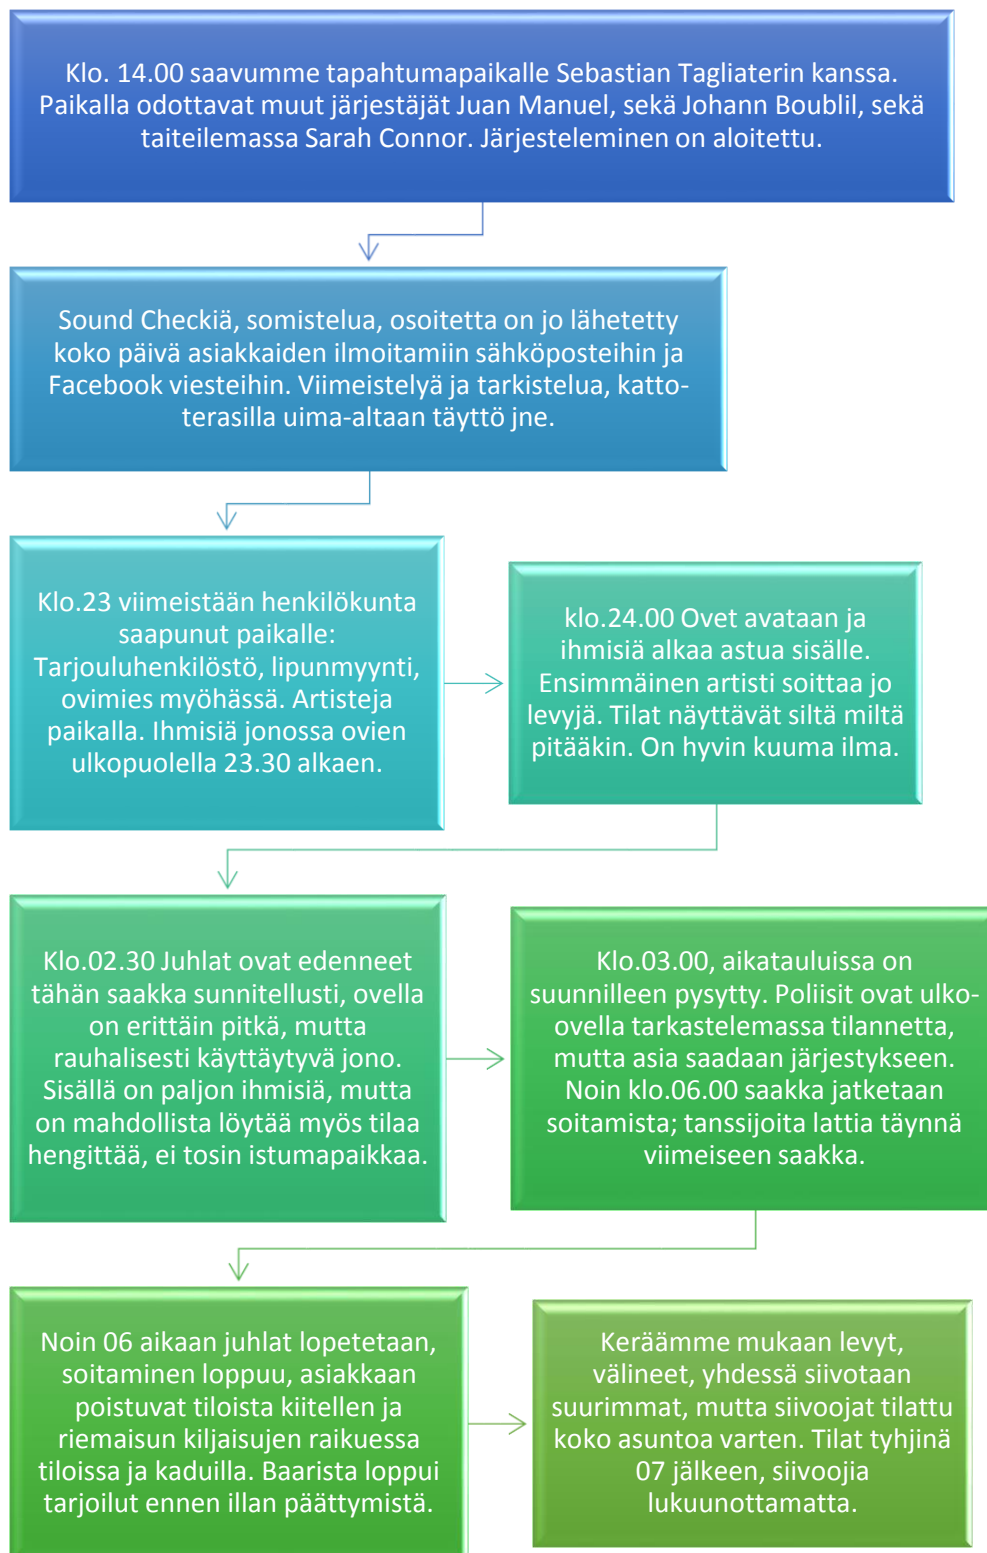 Klo. 14.00 saavumme tapahtumapaikalle Sebastian Tagliaterin kanssa.
Paikalla odottavat muut järjestäjät Juan Manuel, sekä Johann Boublil, sekä
taiteilemassa Sarah Connor. Järjesteleminen on aloitettu.
Sound Checkiä, somistelua, osoitetta on jo lähetetty
koko päivä asiakkaiden ilmoitamiin sähköposteihin ja
Facebook viesteihin. Viimeistelyä ja tarkistelua, katto-
terasilla uima-altaan täyttö jne.
Klo.23 viimeistään henkilökunta
saapunut paikalle:
Tarjouluhenkilöstö, lipunmyynti,
ovimies myöhässä. Artisteja
paikalla. Ihmisiä jonossa ovien
ulkopuolella 23.30 alkaen.
klo.24.00 Ovet avataan ja
ihmisiä alkaa astua sisälle.
Ensimmäinen artisti soittaa jo
levyjä. Tilat näyttävät siltä miltä
pitääkin. On hyvin kuuma ilma.
Klo.02.30 Juhlat ovat edenneet
tähän saakka sunnitellusti, ovella
on erittäin pitkä, mutta
rauhalisesti käyttäytyvä jono.
Sisällä on paljon ihmisiä, mutta
on mahdollista löytää myös tilaa
hengittää, ei tosin istumapaikkaa.
Klo.03.00, aikatauluissa on
suunnilleen pysytty. Poliisit ovat ulko-
ovella tarkastelemassa tilannetta,
mutta asia saadaan järjestykseen.
Noin klo.06.00 saakka jatketaan
soitamista; tanssijoita lattia täynnä
viimeiseen saakka.
Noin 06 aikaan juhlat lopetetaan,
soitaminen loppuu, asiakkaan
poistuvat tiloista kiitellen ja
riemaisun kiljaisujen raikuessa
tiloissa ja kaduilla. Baarista loppui
tarjoilut ennen illan päättymistä.
Keräämme mukaan levyt,
välineet, yhdessä siivotaan
suurimmat, mutta siivoojat tilattu
koko asuntoa varten. Tilat tyhjinä
07 jälkeen, siivoojia
lukuunottamatta.